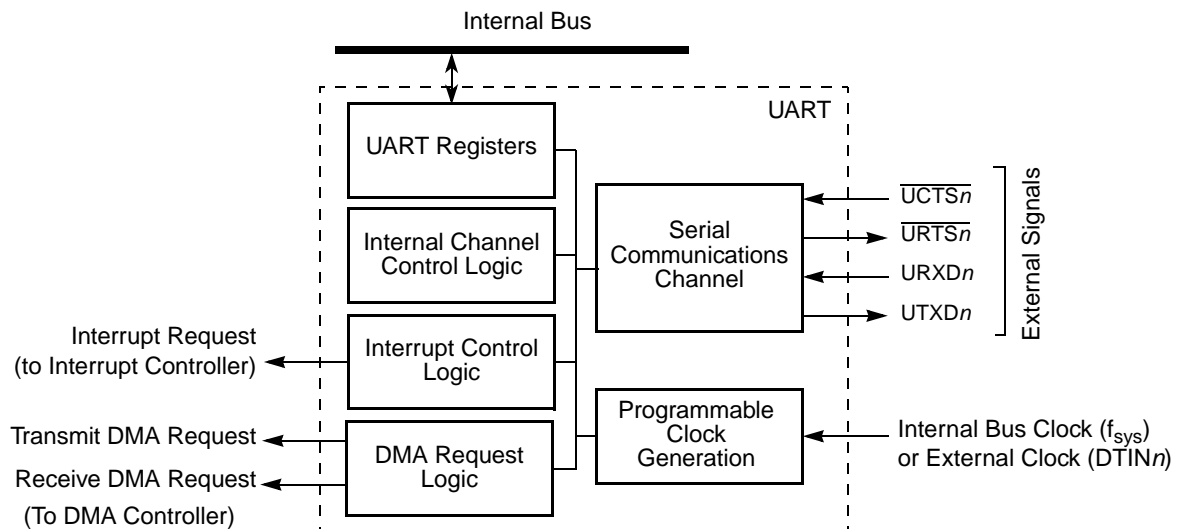 Internal Bus
UART
UART Registers
Internal Channel
Control Logic
Serial
Communications
Channel
UCTSn
URTSn
URXDn
UTXDn
External Signals
Interrupt Request
(to Interrupt Controller)
Interrupt Control
Logic
Programmable
Clock
Generation
Internal Bus Clock (fsys)
or External Clock (DTINn)
Transmit DMA Request
Receive DMA Request
(To DMA Controller)
DMA Request
Logic